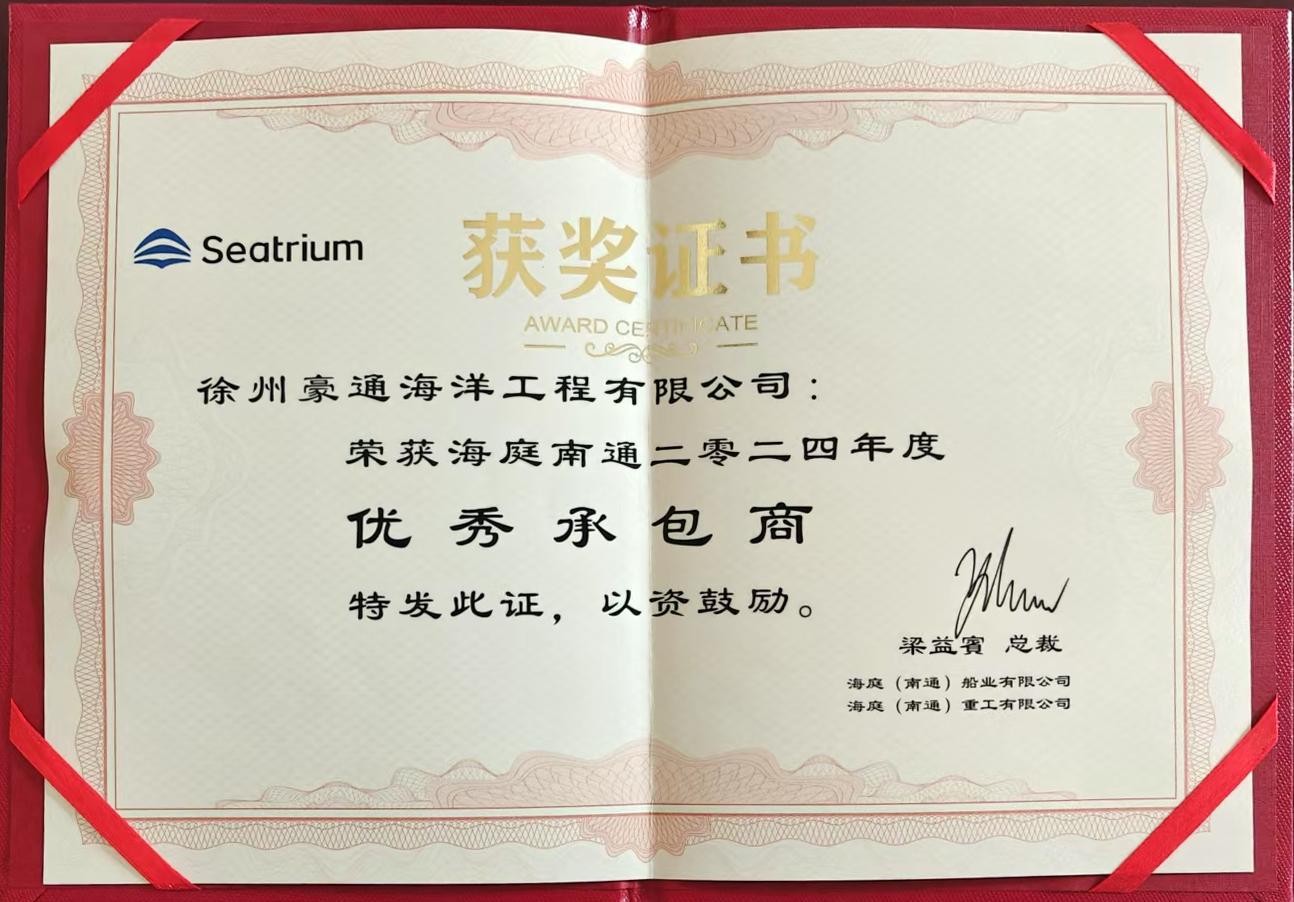 Seatrium
获奖证书
AWARD CERTIFICATE
徐州豪通海洋工程有限公司：
荣获海庭南通二零二四年度
优秀承包商
特发此证，以资鼓励。
梁益賓 总裁
海庭（南通）船业有限公司
海庭（南通）重工有限公司